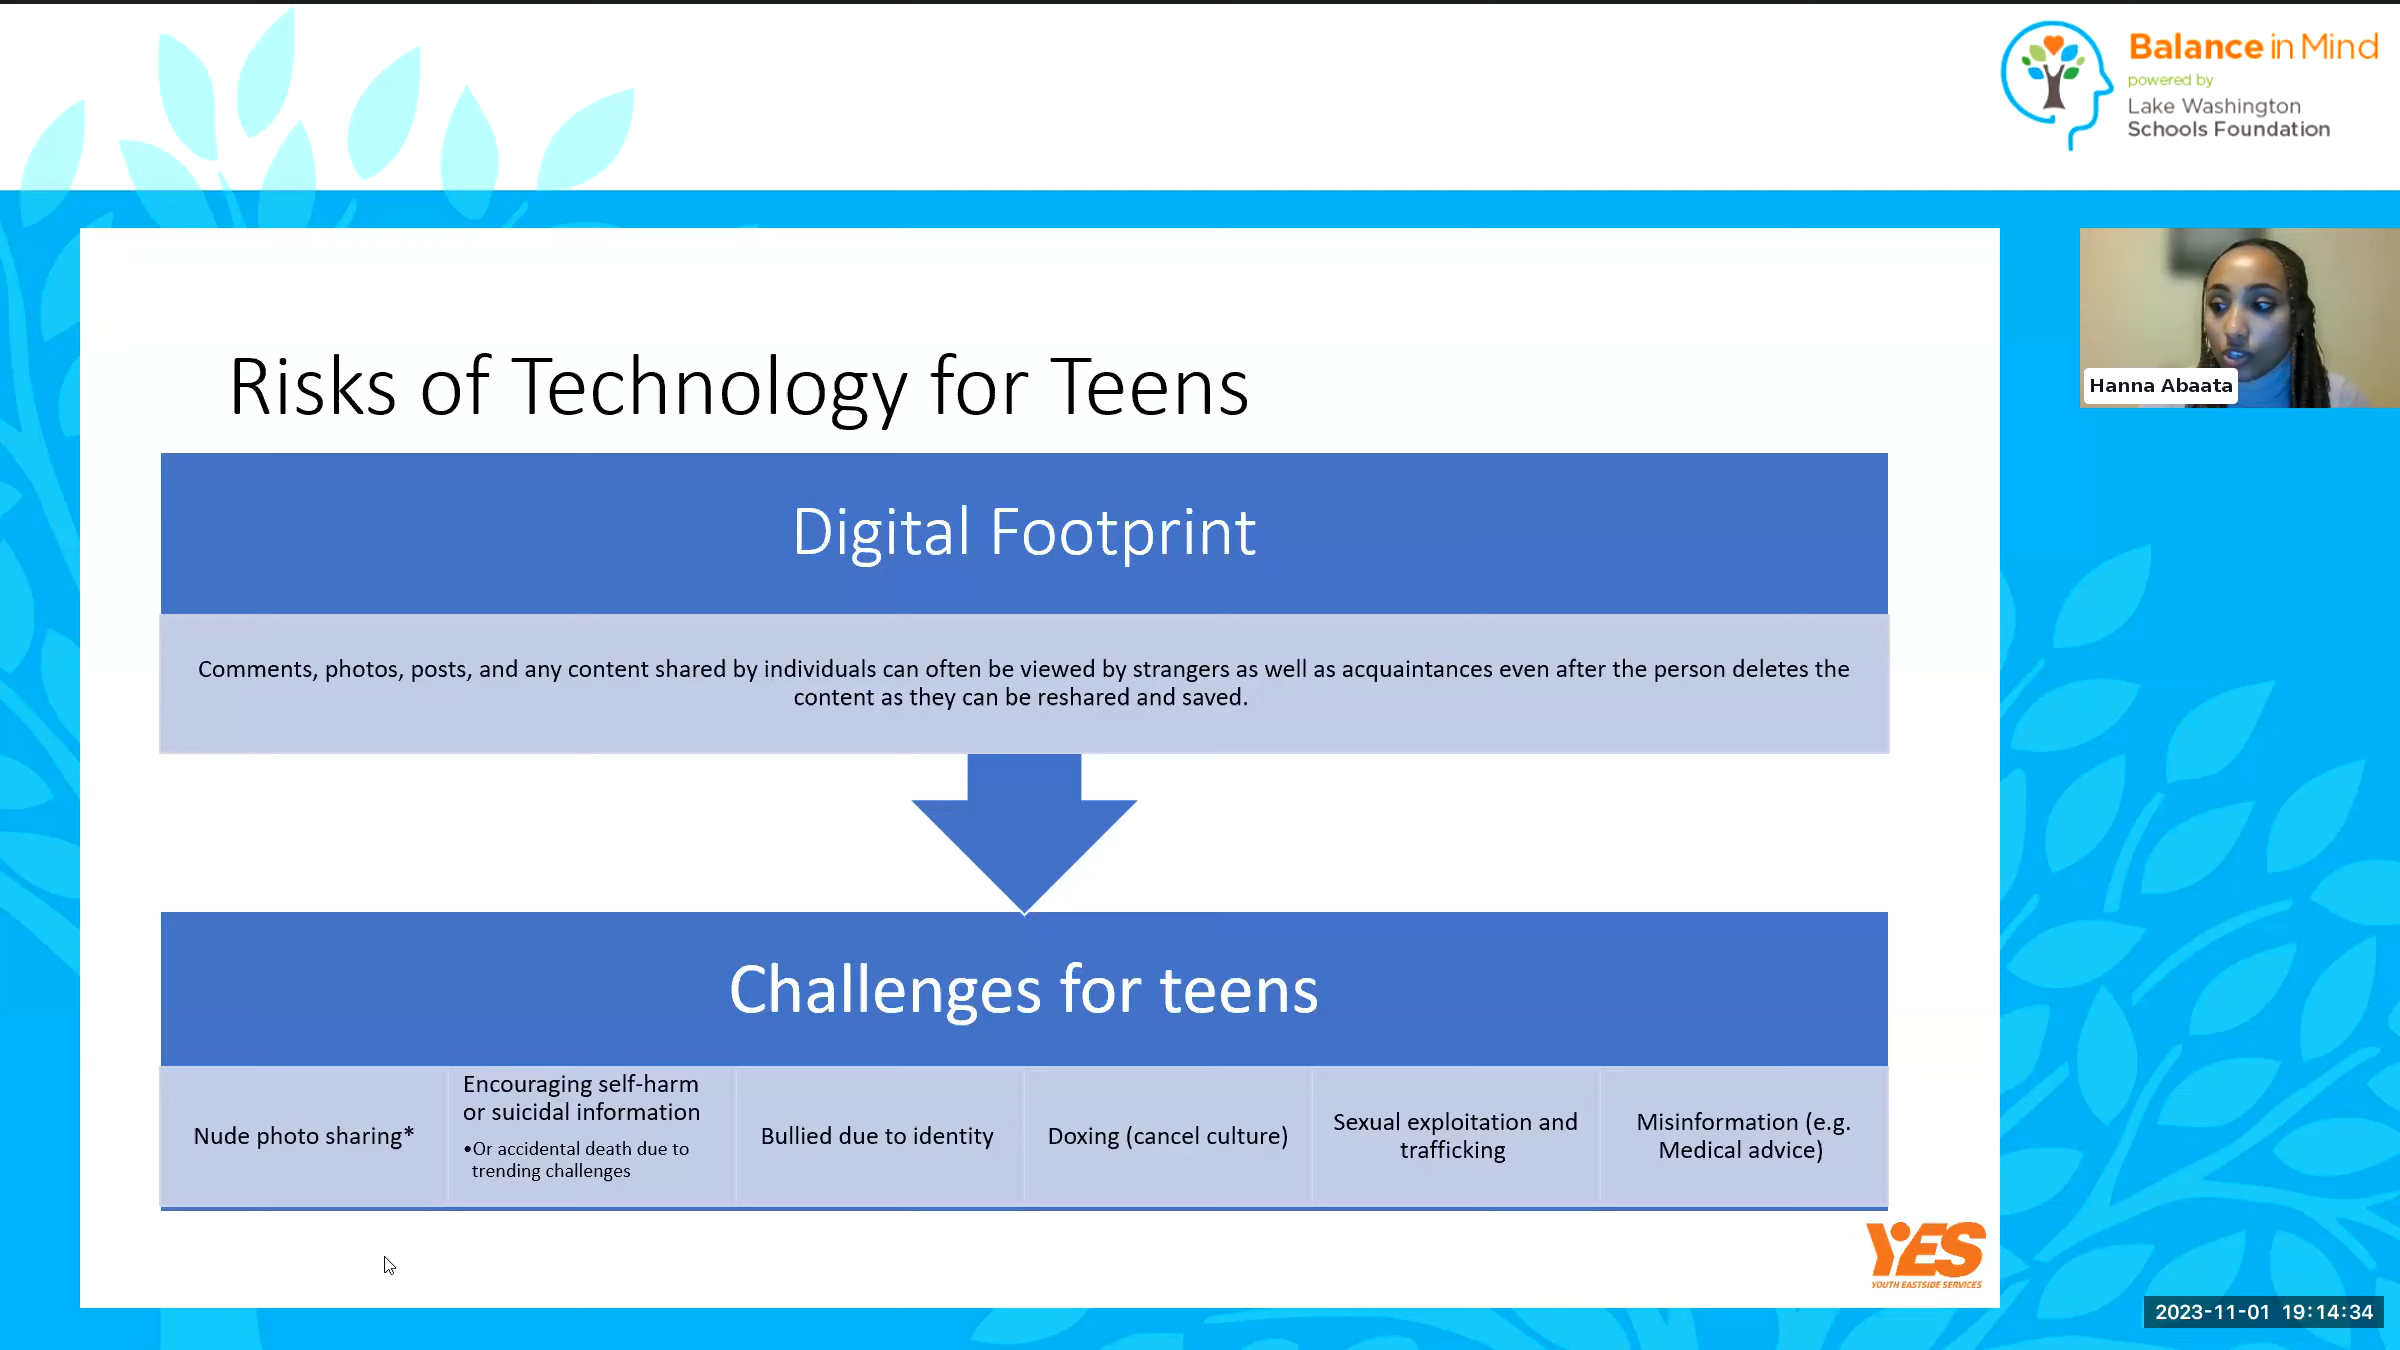 Balance in Mind
powered by
Lake Washington
Schools Foundation
Hanna Abaata
Risks of Technology for Teens
Digital Footprint
Comments, photos, posts, and any content shared by individuals can often be viewed by strangers as well as acquaintances even after the person deletes the
content as they can be reshared and saved.
Challenges for teens
Nude photo sharing*
Encouraging self-harm
or suicidal information
•Or accidental death due to
trending challenges
Bullied due to identity
Doxing (cancel culture)
Sexual exploitation and
trafficking
Misinformation (e.g.
Medical advice)
YES
YOUTH EASTSIDE SERVICES
2023-11-01 19:14:34